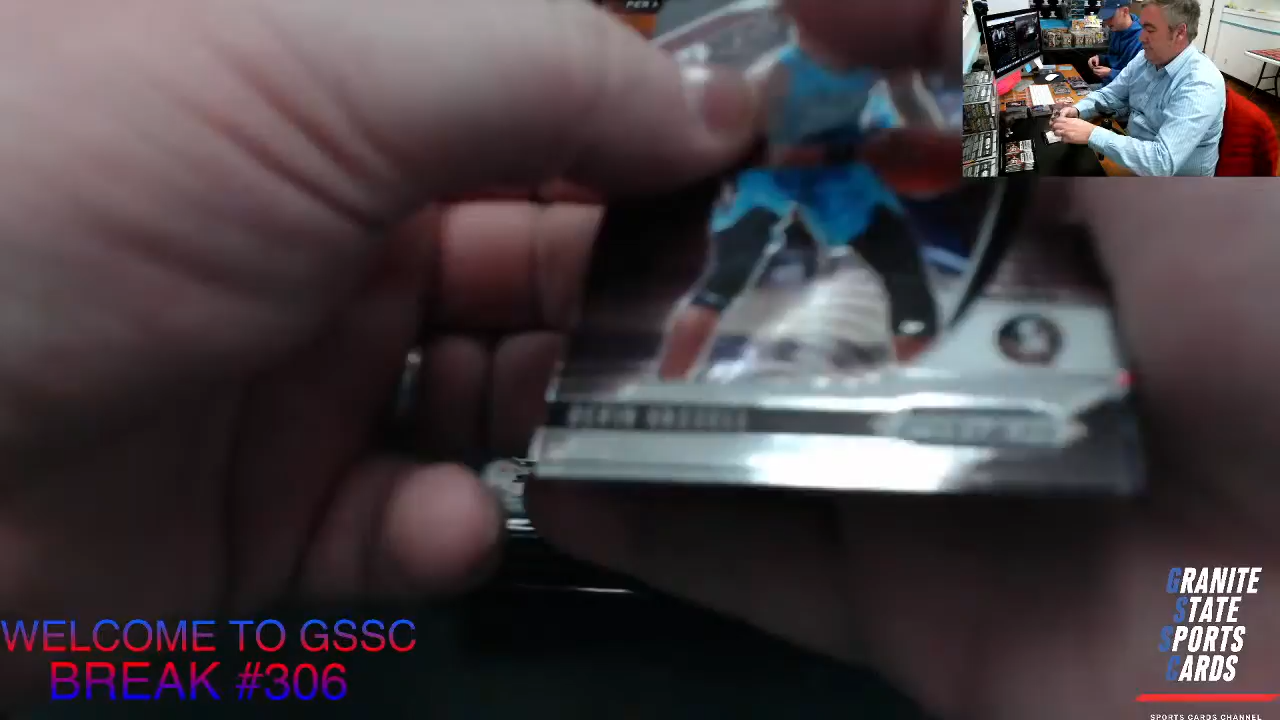 WELCOME TO GSSC
BREAK #306
GRANITE
STATE
SPORTS
CARDS
SPORTS CARDS CHANNEL